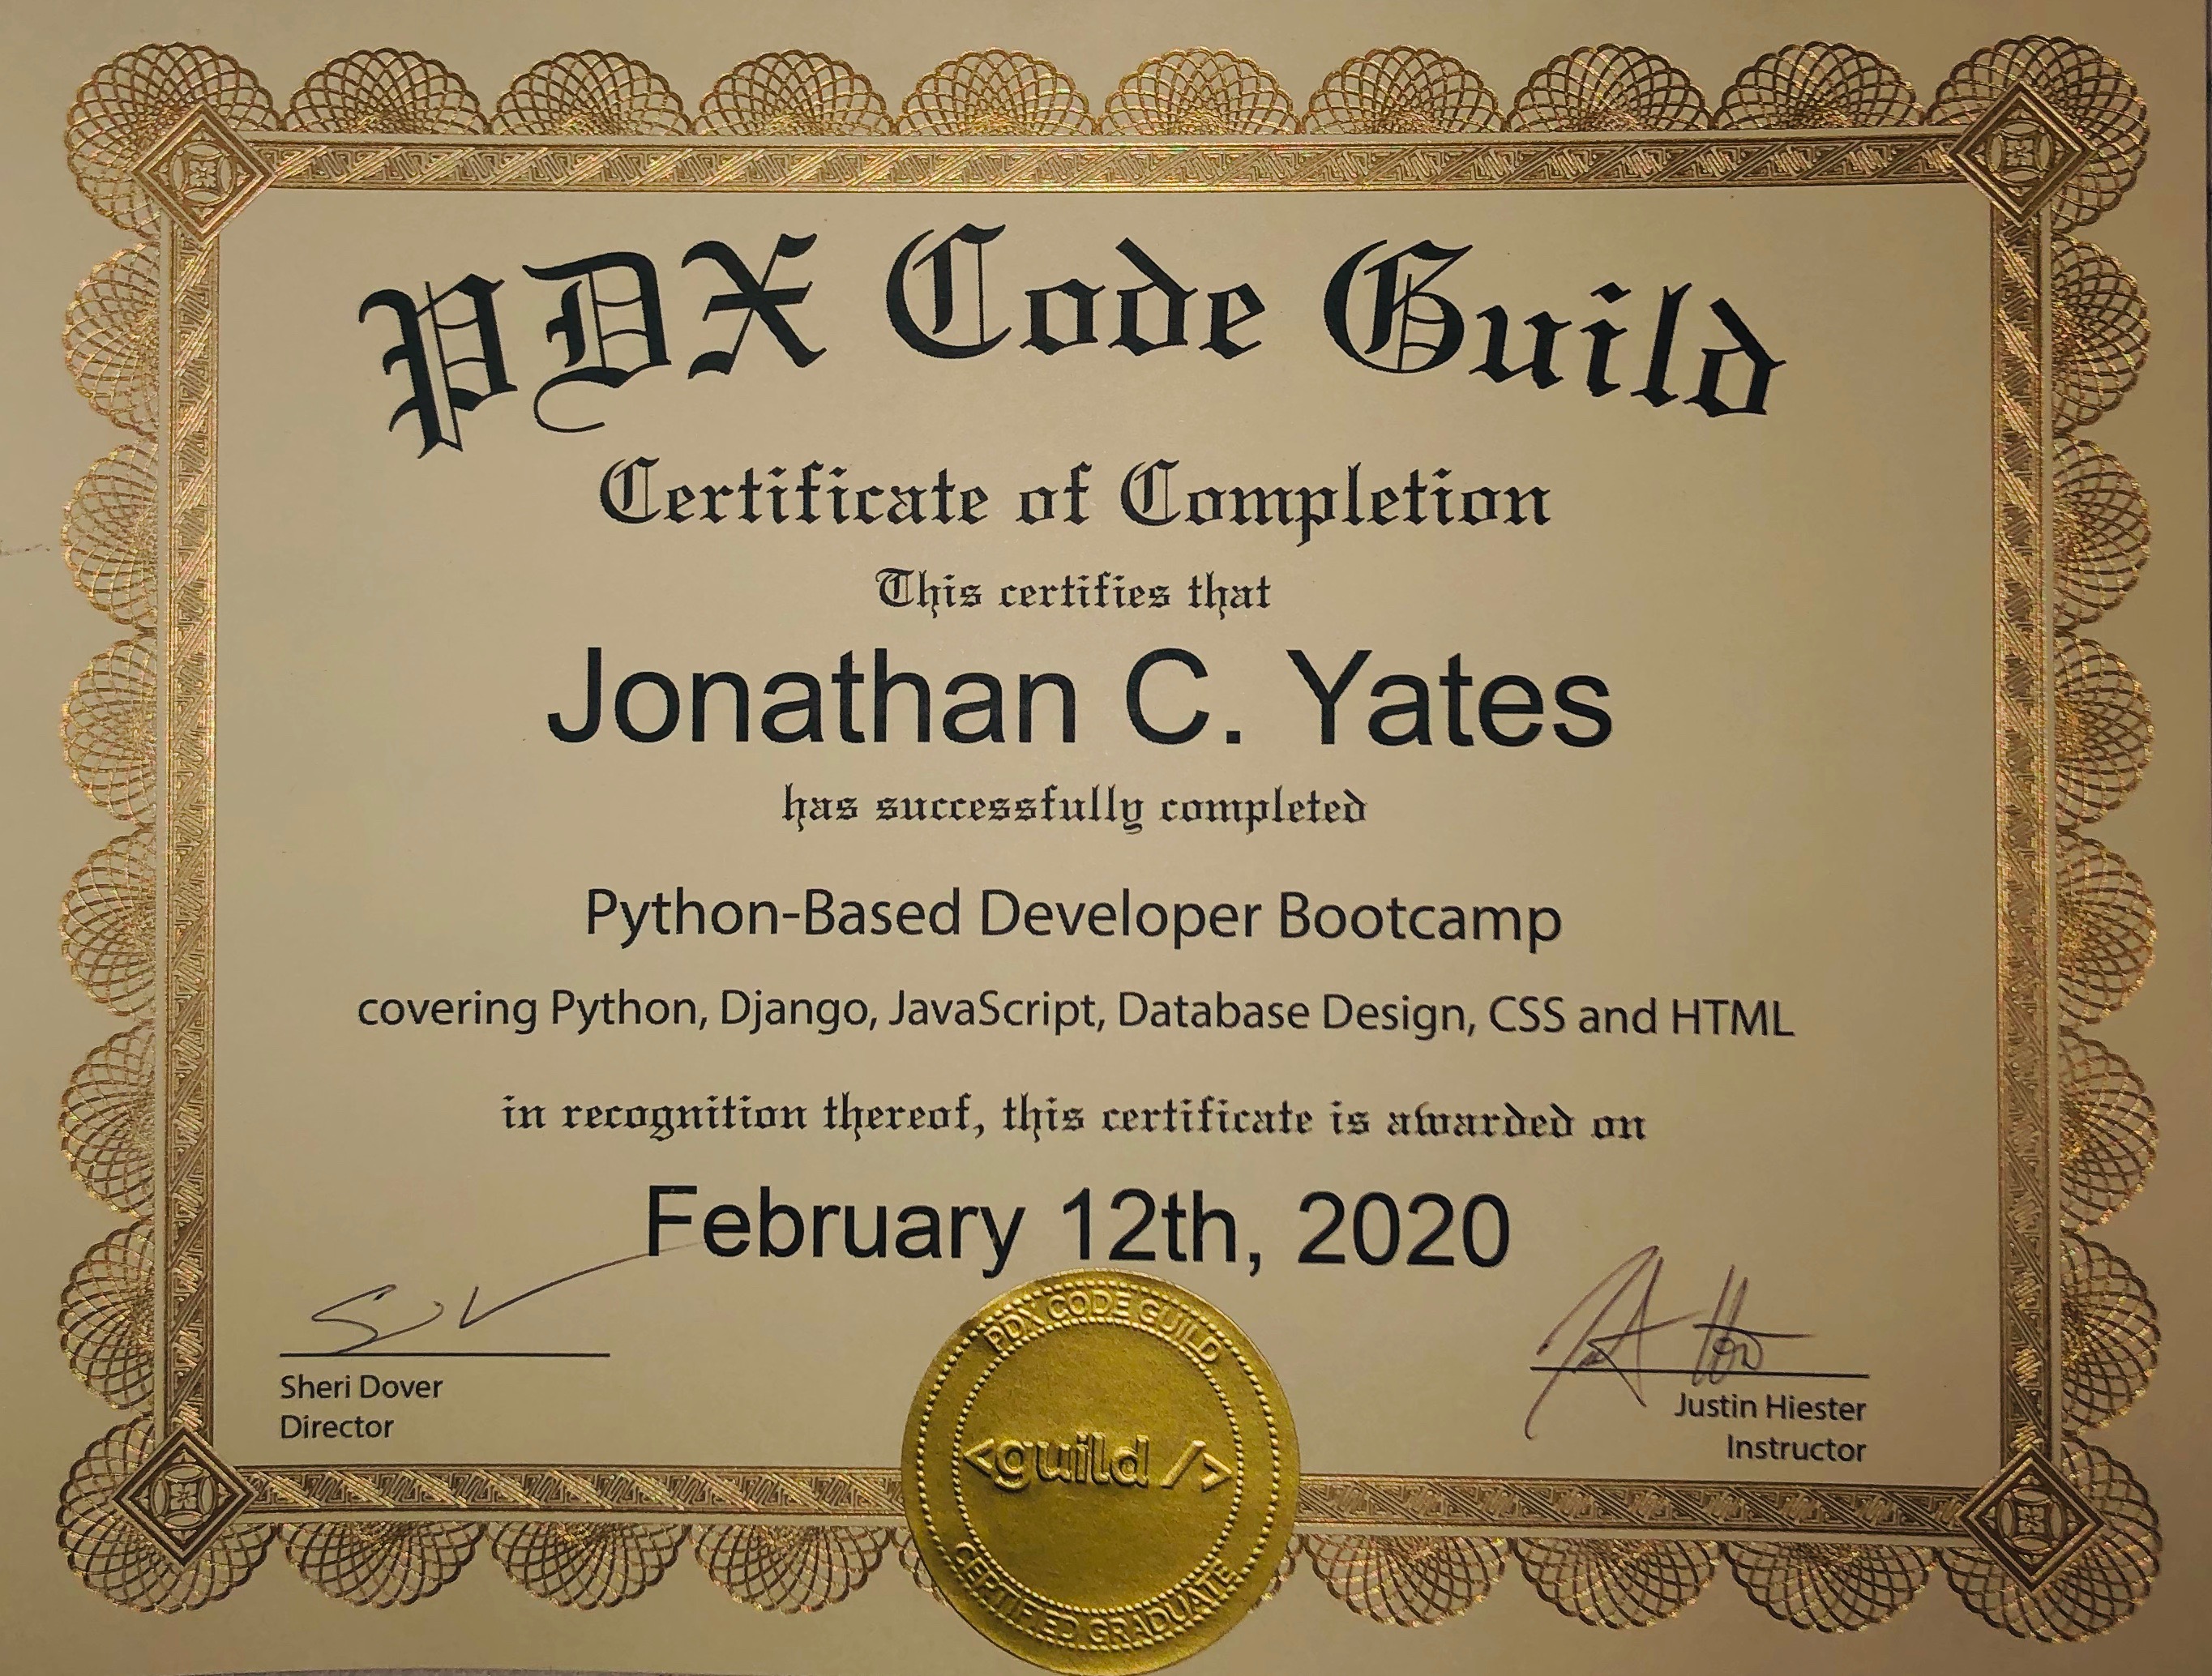 PDX Code Guild
Certificate of Completion
This certifies that
Jonathan C. Yates
has successfully completed
Python-Based Developer Bootcamp
covering Python, Django, JavaScript, Database Design, CSS and HTML
in recognition thereof, this certificate is awarded on
February 12th, 2020
Sheri Dover
Director
PDX CODE GUILD
<guild />
CERTIFIED GRADUATE
Justin Hiester
Instructor